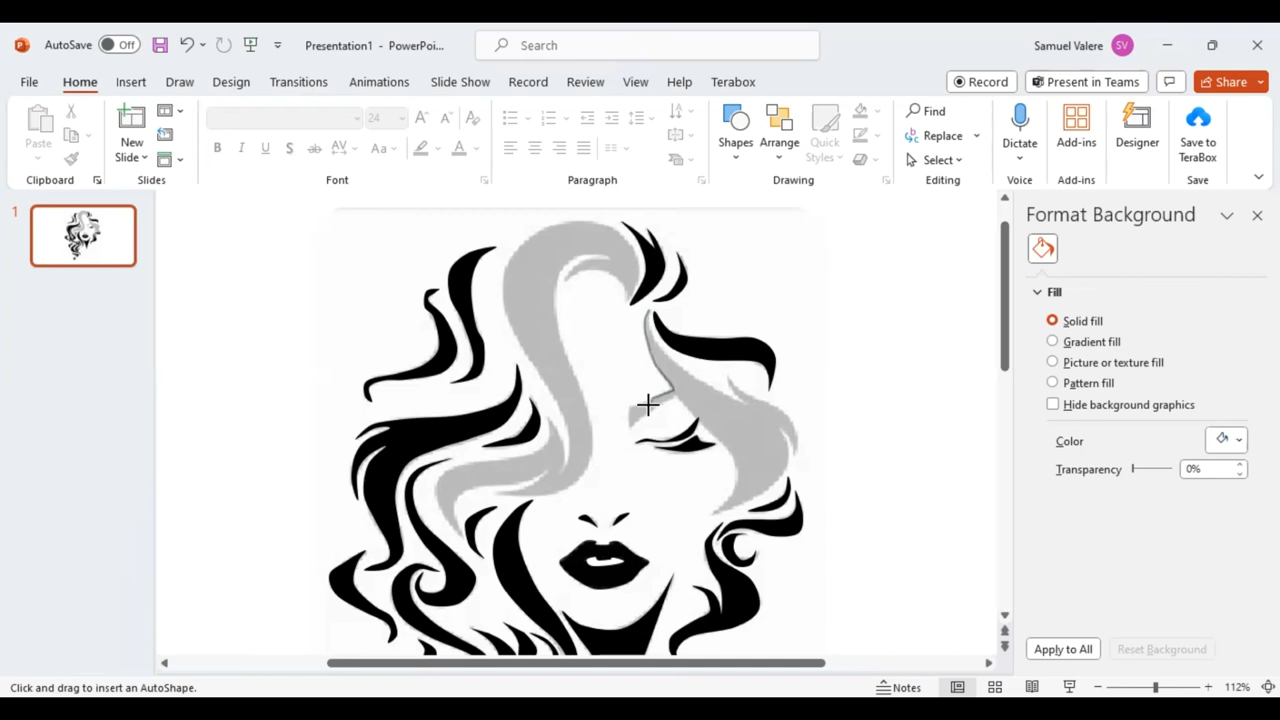 AutoSave Off Presentation1 - PowerPoi... Search Samuel Valere SV
File Home Insert Draw Design Transitions Animations Slide Show Record Review View Help Terabox Record Present in Teams Share
Paste
New
Slide
24
B I U S ab AV Aa A
Shapes
Arrange
Quick
Styles
Find
Replace
Select
Dictate
Add-ins
Designer
Save to
TeraBox
Clipboard Slides Font Paragraph Drawing Editing Voice Add-ins Save
1
Format Background
Fill
Solid fill
Gradient fill
Picture or texture fill
Pattern fill
Hide background graphics
Color
Transparency 0%
Apply to All Reset Background
Click and drag to insert an AutoShape. Notes 112%